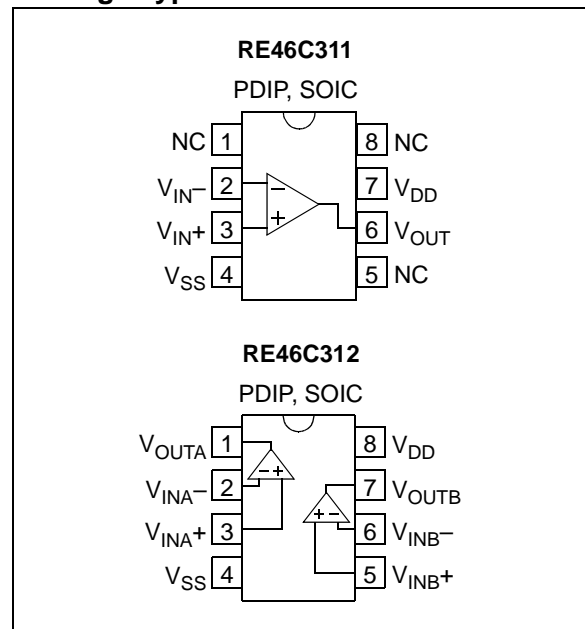 RE46C311
PDIP, SOIC
NC 1 8 NC
VIN– 2 – 7 VDD
VIN+ 3 + 6 VOUT
VSS 4 5 NC
RE46C312
PDIP, SOIC
VOUTA 1 8 VDD
VINA– 2 – + 7 VOUTB
VINA+ 3 + – 6 VINB–
VSS 4 5 VINB+